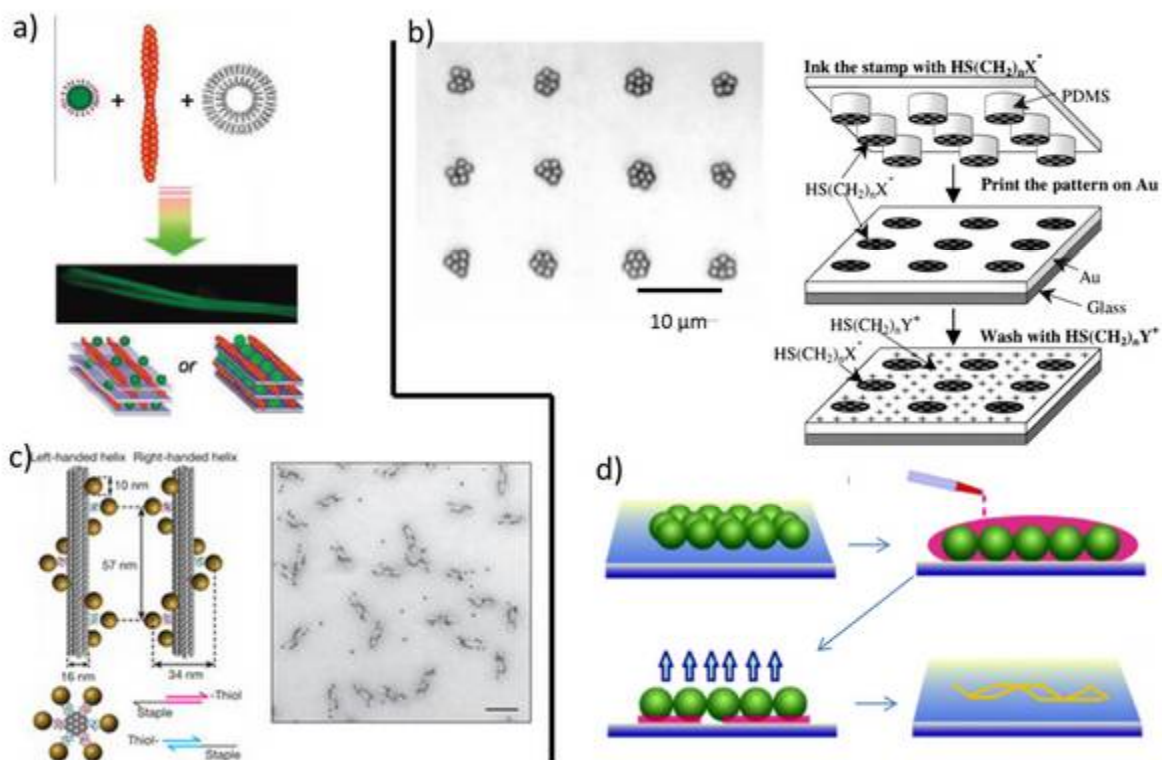 a)
+
+
or
b)
10 μm
Ink the stamp with HS(CH₂)ₙX⁻
PDMS
HS(CH₂)ₙX⁻
Print the pattern on Au
Au
Glass
HS(CH₂)ₙY⁺
Wash with HS(CH₂)ₙY⁺
HS(CH₂)ₙX⁻
c)
Left-handed helix Right-handed helix
10 nm
57 nm
16 nm
34 nm
-Thiol
Staple
Thiol-
Staple
d)